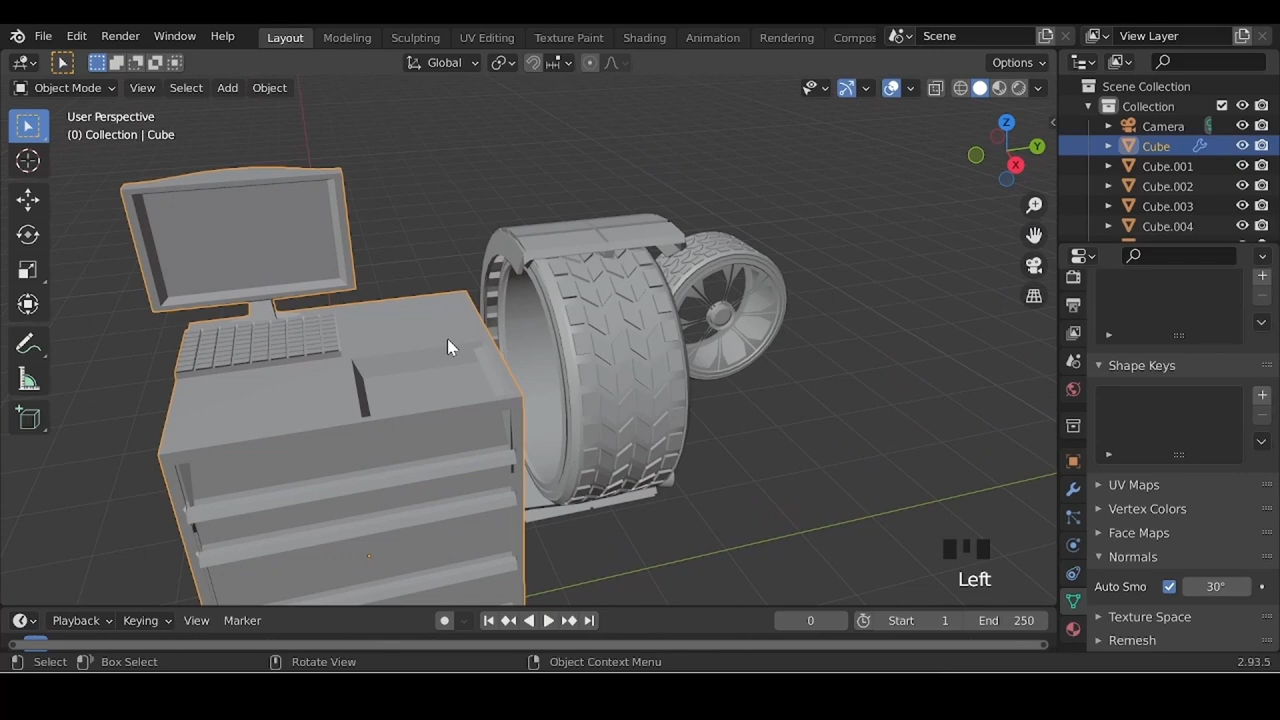 File Edit Render Window Help Layout Modeling Sculpting UV Editing Texture Paint Shading Animation Rendering Compos Scene View Layer
Global Options
Object Mode View Select Add Object
User Perspective
(0) Collection | Cube
Z
Y
X
Scene Collection
Collection
Camera
Cube
Cube.001
Cube.002
Cube.003
Cube.004
Shape Keys
UV Maps
Vertex Colors
Face Maps
Normals
Auto Smo 30°
Texture Space
Remesh
Left
Playback Keying View Marker 0 Start 1 End 250
Select Box Select Rotate View Object Context Menu 2.93.5